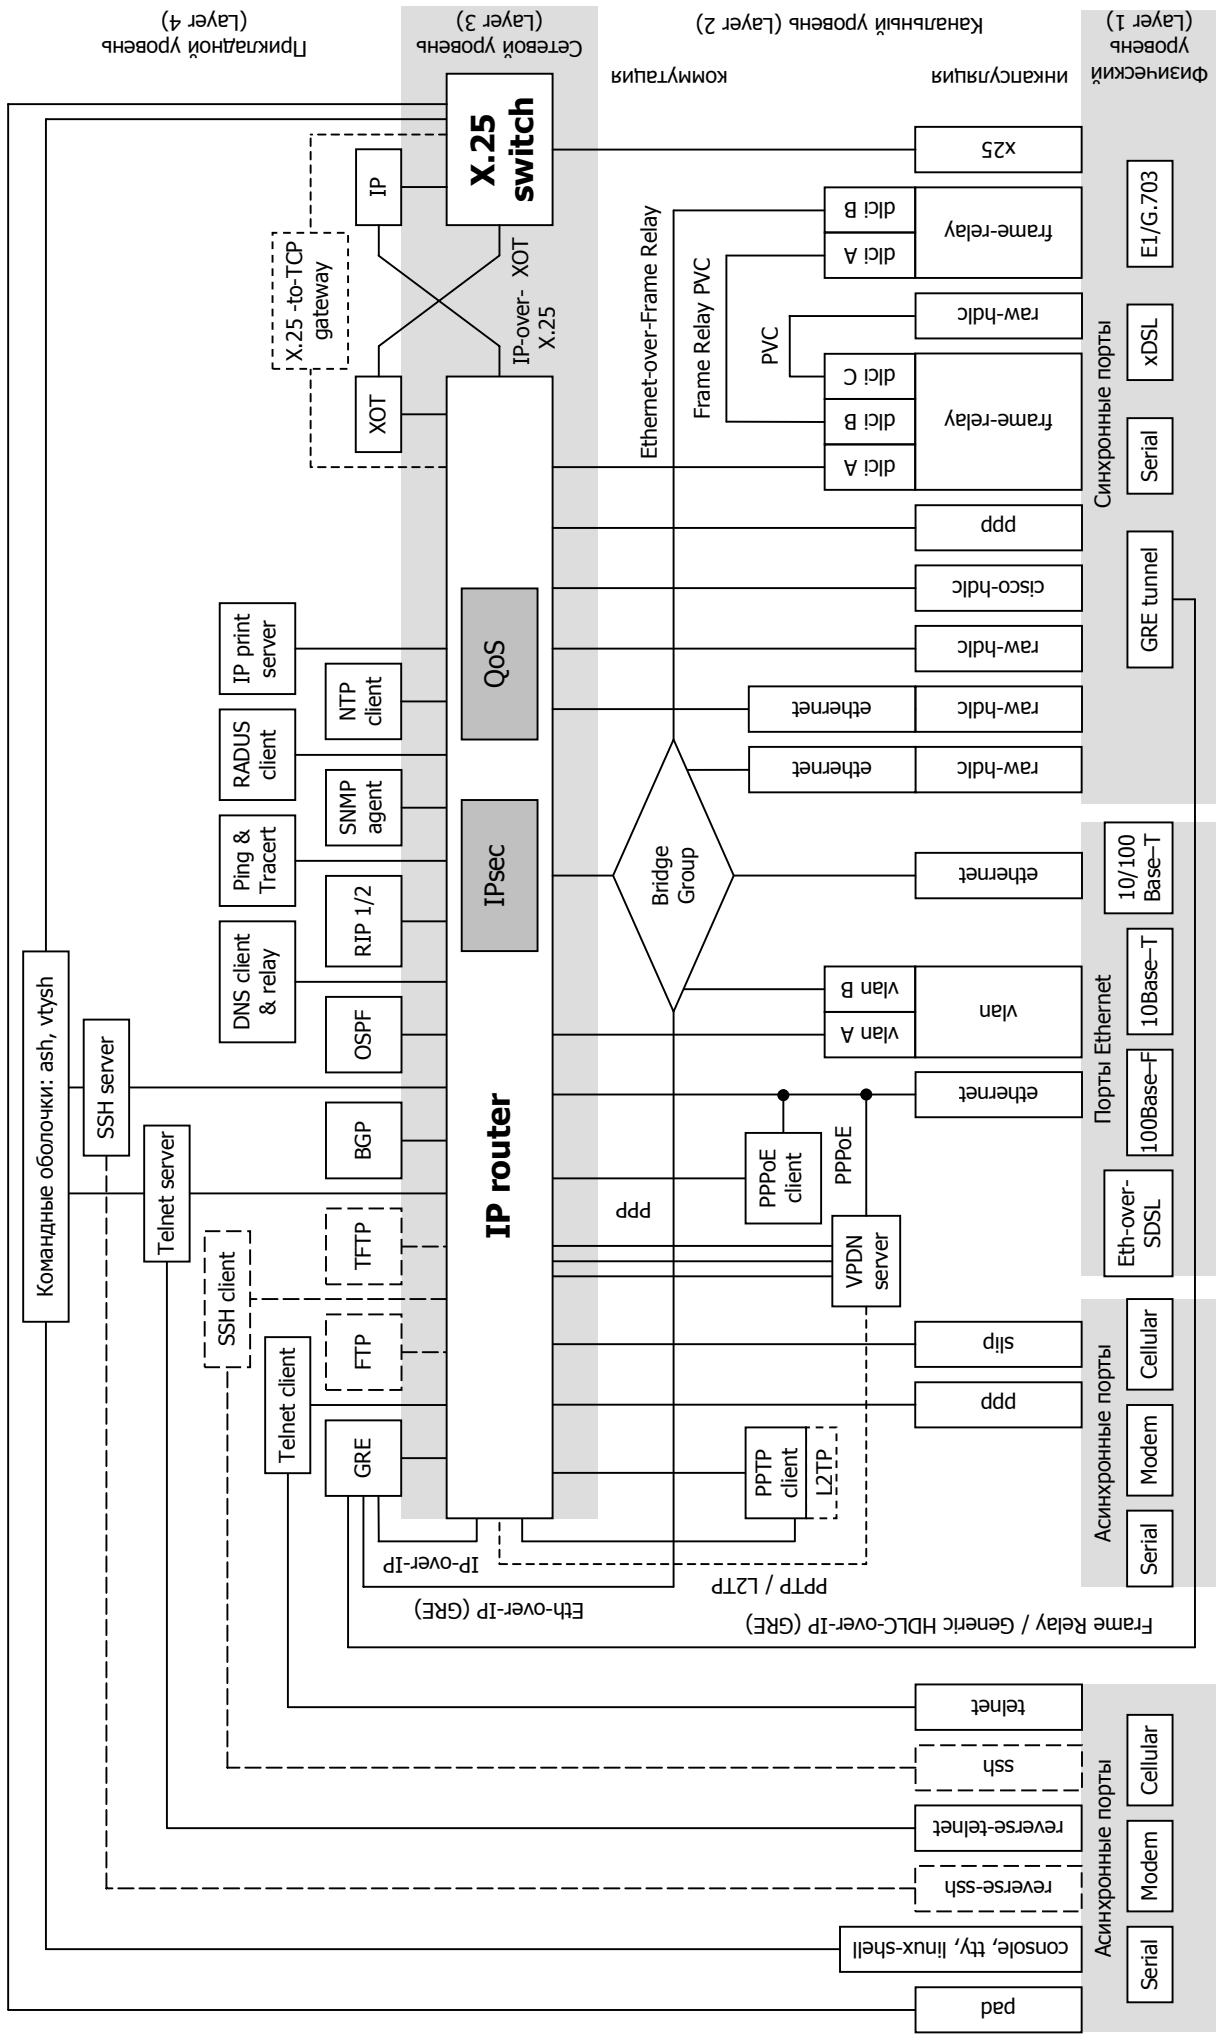 Прикладной уровень
(Layer 4)
Сетевой уровень
(Layer 3)
Канальный уровень (Layer 2)
Физический
уровень
(Layer 1)
коммутация
инкапсуляция
Командные оболочки: ash, vtysh
SSH server
Telnet server
SSH client
Telnet client
DNS client
& relay
Ping &
Tracert
RADUS
client
IP print
server
X.25 -to-TCP
gateway
GRE
FTP
TFTP
BGP
OSPF
RIP 1/2
SNMP
agent
NTP
client
XOT
IP
IP router
IPsec
QoS
X.25
switch
IP-over-
X.25
XOT
IP-over-IP
Eth-over-IP (GRE)
PPTP / L2TP
Frame Relay / Generic HDLC-over-IP (GRE)
PPP
PPPoE
Ethernet-over-Frame Relay
Frame Relay PVC
PVC
Bridge
Group
PPTP
client
L2TP
VPDN
server
PPPoE
client
vlan A
vlan B
ethernet
ethernet
dlci A
dlci B
dlci C
dlci A
dlci B
pad
console, tty, linux-shell
reverse-ssh
reverse-telnet
ssh
telnet
ppp
slip
ethernet
vlan
ethernet
raw-hdlc
raw-hdlc
raw-hdlc
cisco-hdlc
ppp
frame-relay
raw-hdlc
frame-relay
x25
Асинхронные порты
Serial
Modem
Cellular
Асинхронные порты
Serial
Modem
Cellular
Порты Ethernet
Eth-over-
SDSL
100Base–F
10Base–T
10/100
Base–T
Синхронные порты
GRE tunnel
Serial
xDSL
E1/G.703